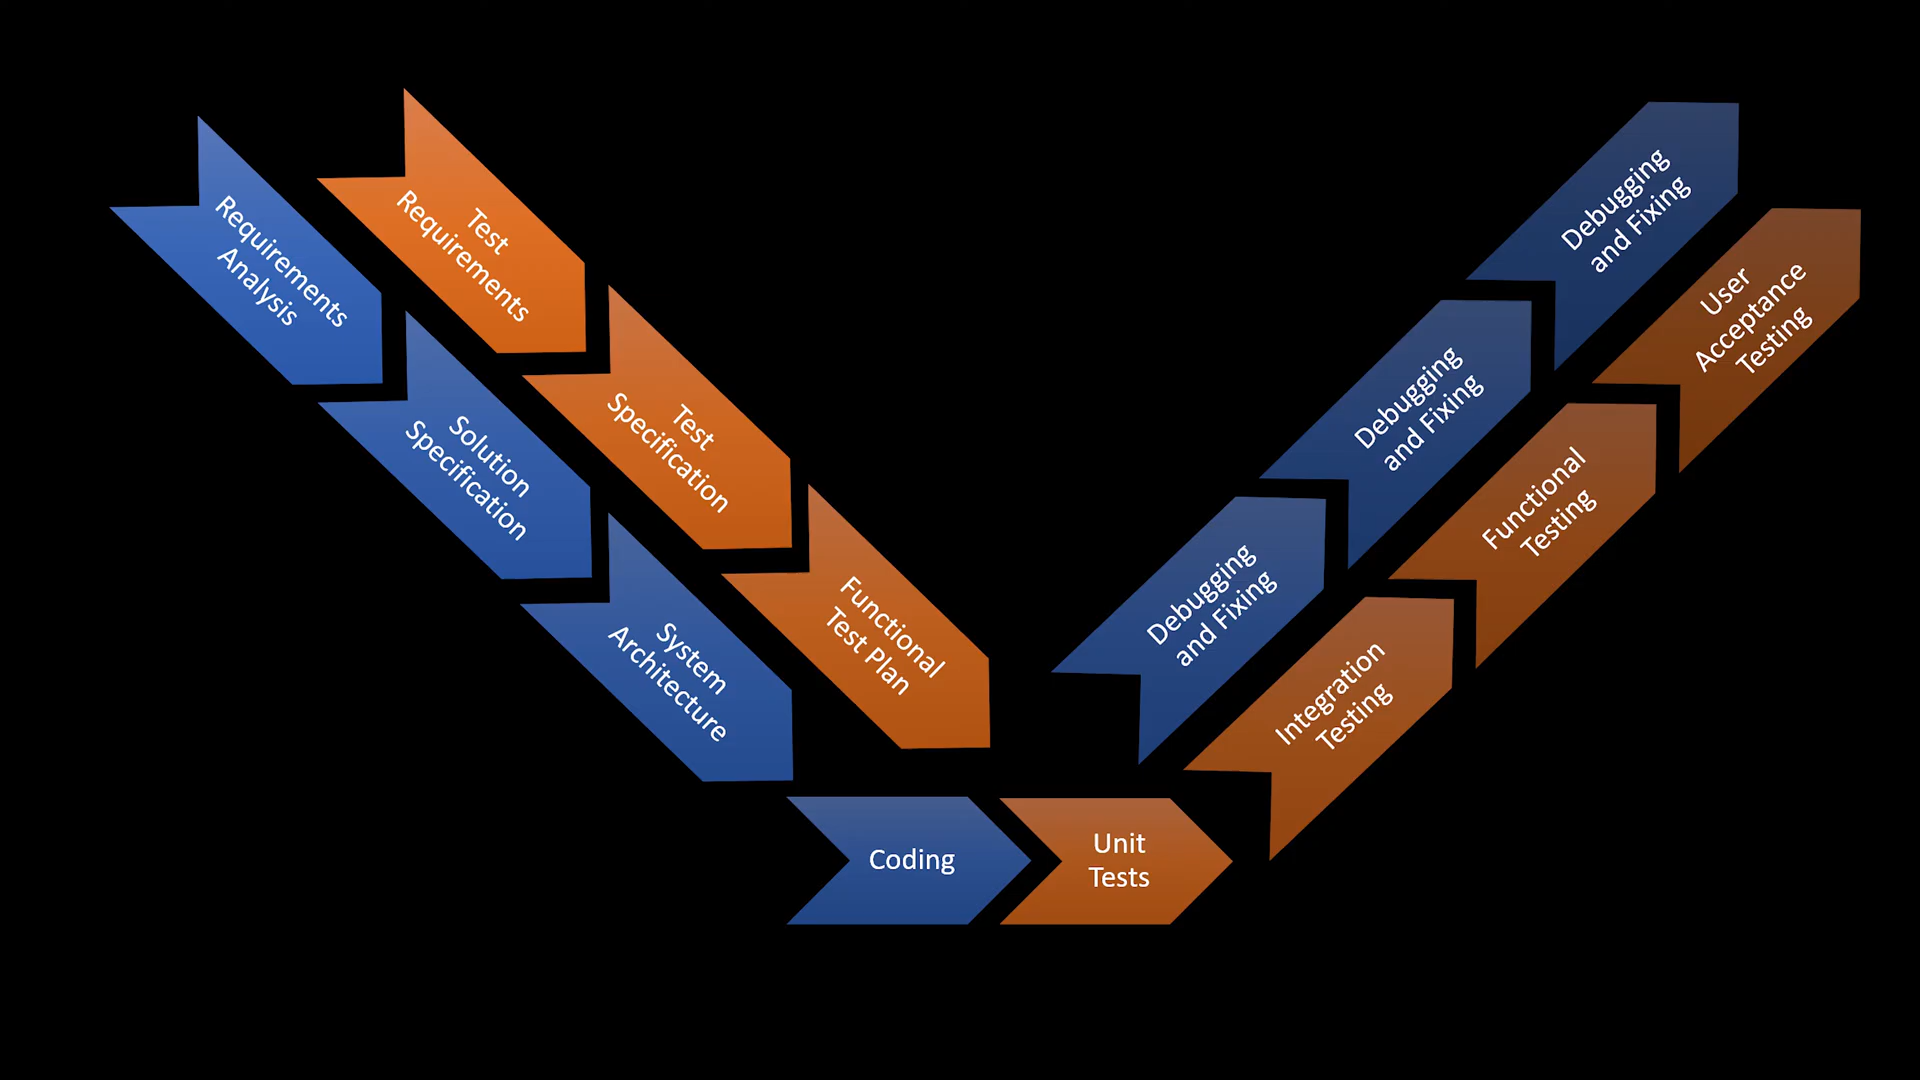 Requirements
Analysis
Test
Requirements
Solution
Specification
Test
Specification
System
Architecture
Functional
Test Plan
Coding
Unit
Tests
Debugging
and Fixing
Integration
Testing
Debugging
and Fixing
Functional
Testing
Debugging
and Fixing
User
Acceptance
Testing